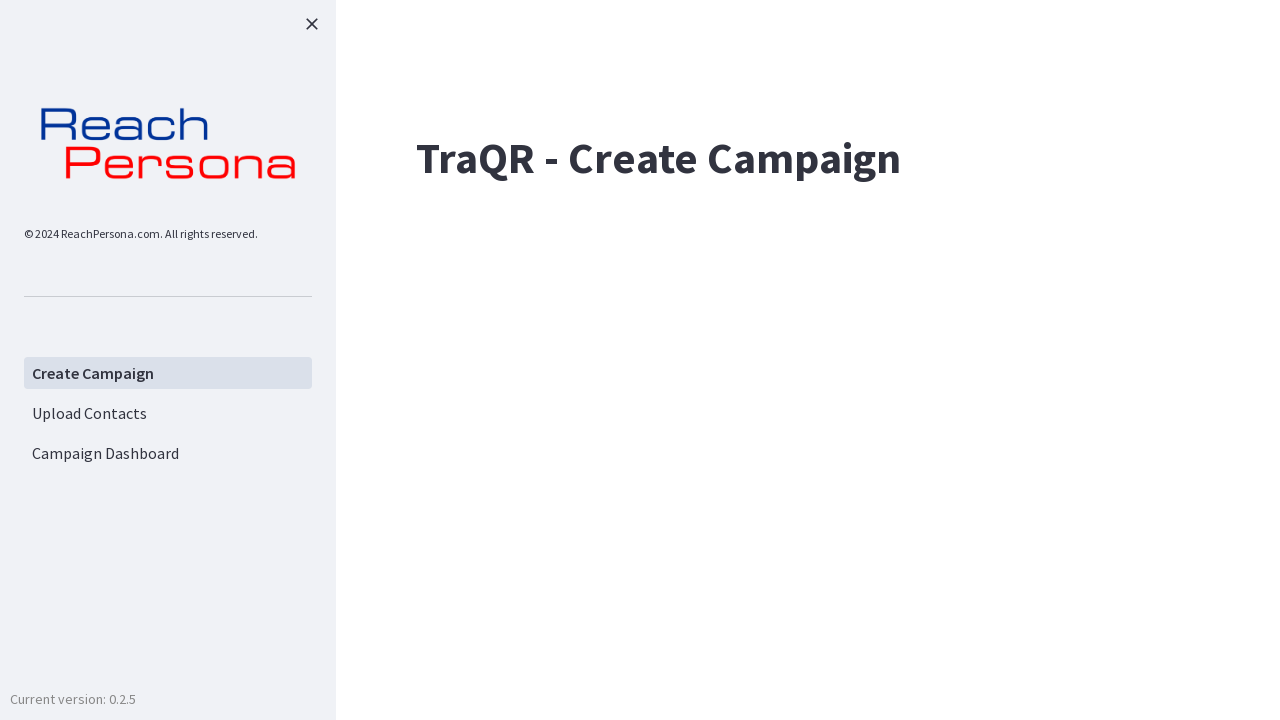 Reach
Persona
© 2024 ReachPersona.com. All rights reserved.
Create Campaign
Upload Contacts
Campaign Dashboard
Current version: 0.2.5
TraQR - Create Campaign